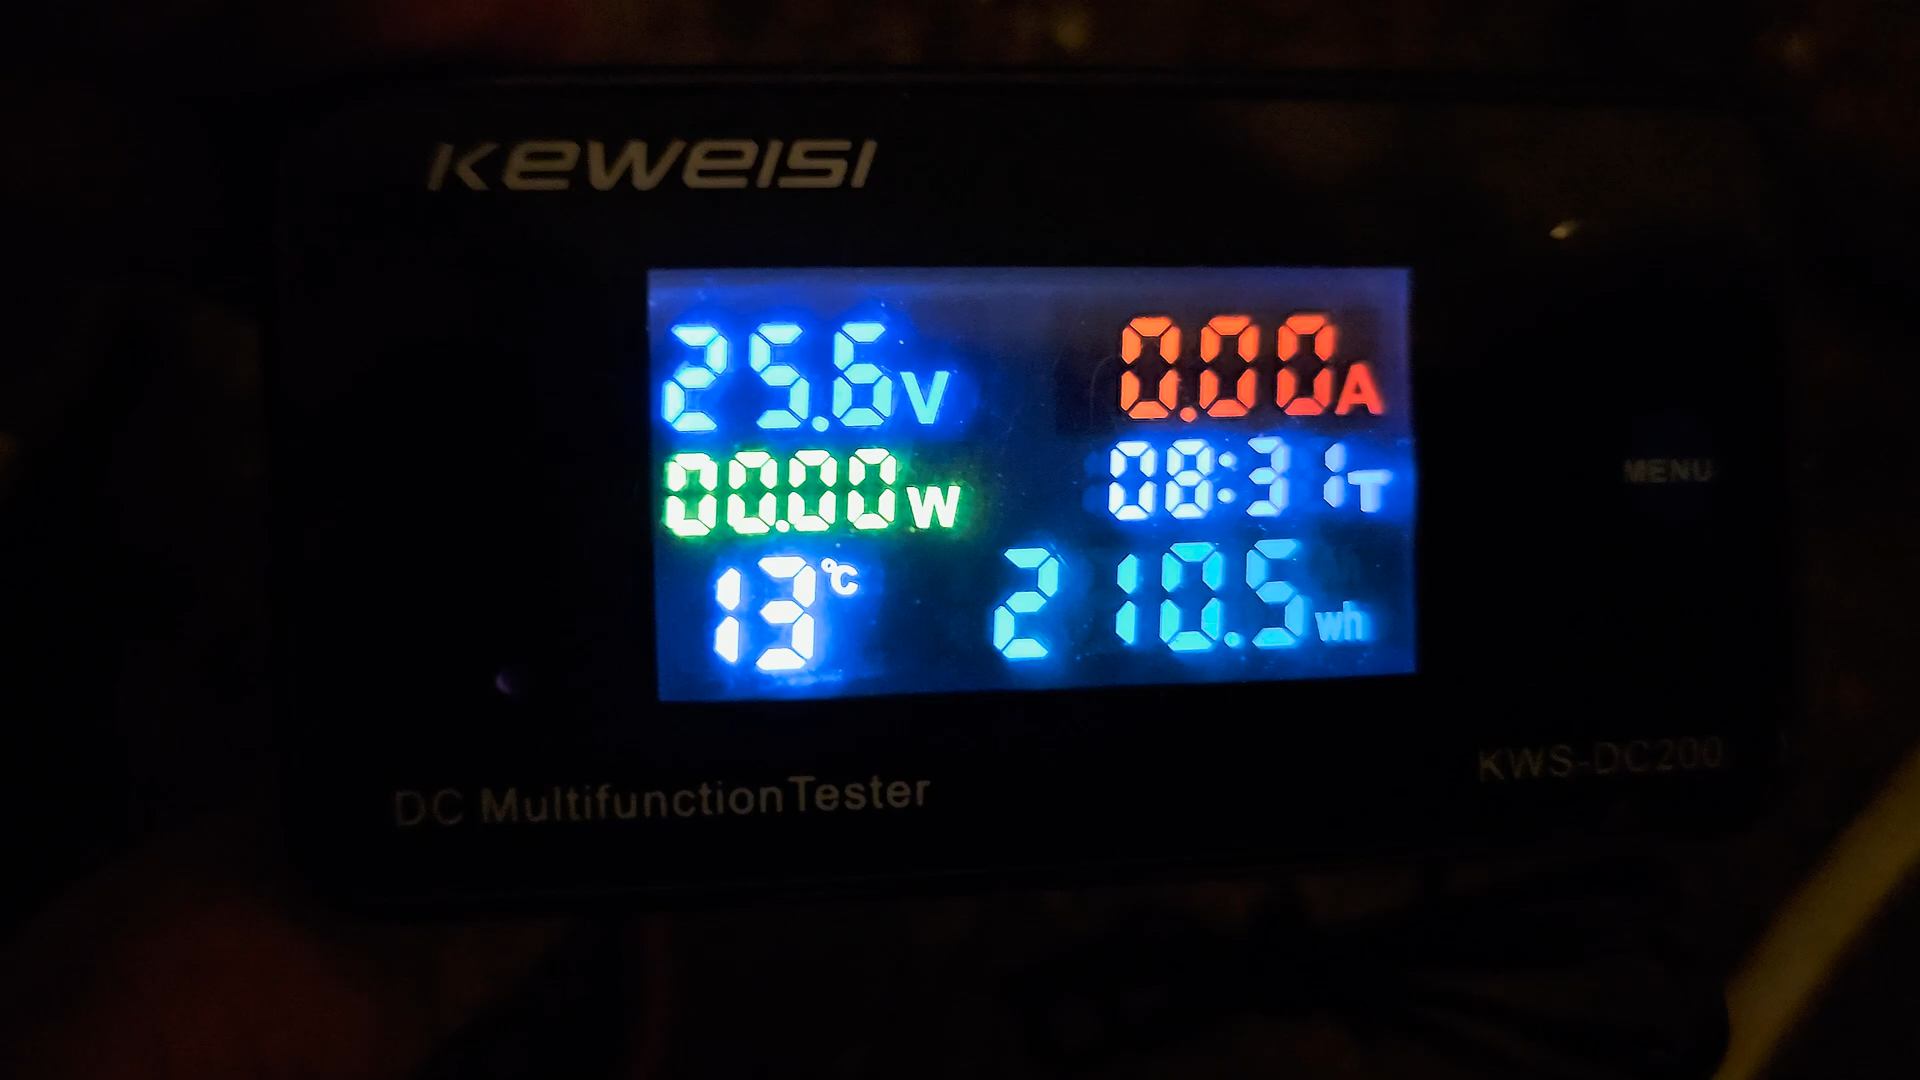 KEWEISI
25.6V 0.00A
00.00W 08:31T
13°C 210.5wh
MENU
KWS-DC200
DC Multifunction Tester